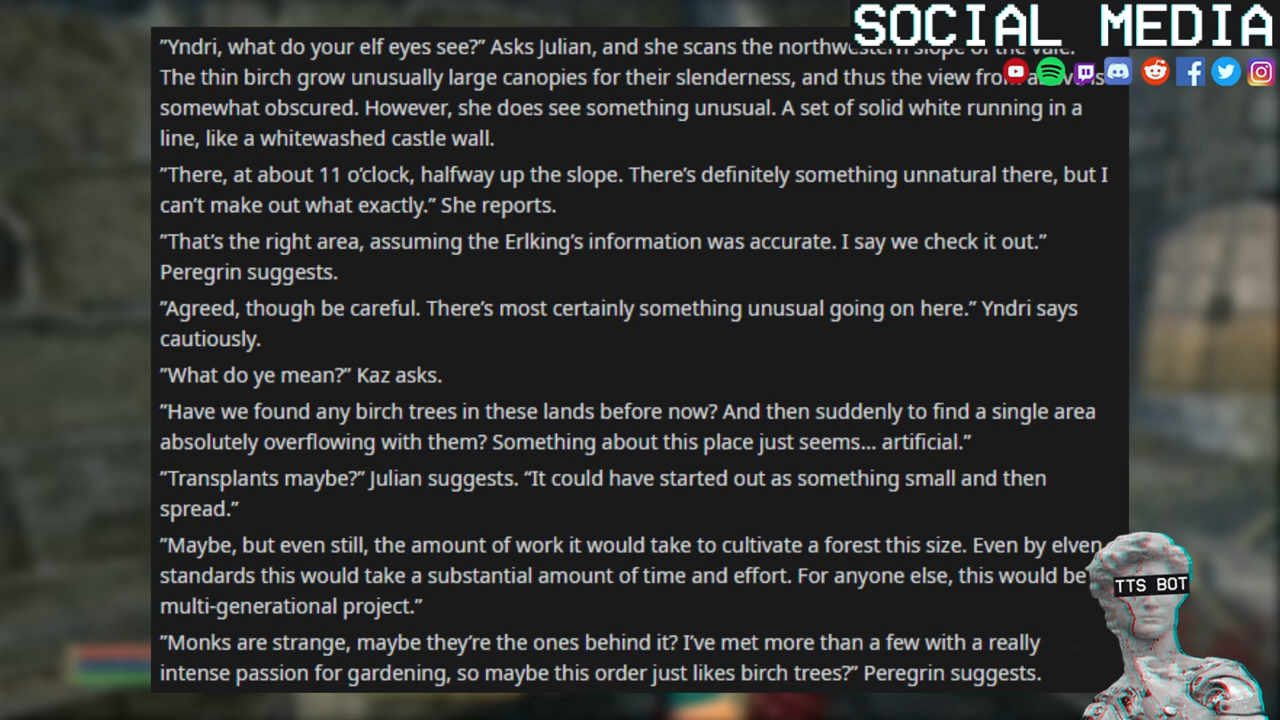 SOCIAL MEDIA
"Yndri, what do your elf eyes see?” Asks Julian, and she scans the northwestern slope of the vale.
The thin birch grow unusually large canopies for their slenderness, and thus the view from
somewhat obscured. However, she does see something unusual. A set of solid white running in a
line, like a whitewashed castle wall.
"There, at about 11 o’clock, halfway up the slope. There’s definitely something unnatural there, but I
can’t make out what exactly.” She reports.
"That’s the right area, assuming the Erlking’s information was accurate. I say we check it out.”
Peregrin suggests.
"Agreed, though be careful. There’s most certainly something unusual going on here.” Yndri says
cautiously.
"What do ye mean?” Kaz asks.
"Have we found any birch trees in these lands before now? And then suddenly to find a single area
absolutely overflowing with them? Something about this place just seems... artificial.”
"Transplants maybe?” Julian suggests. “It could have started out as something small and then
spread.”
"Maybe, but even still, the amount of work it would take to cultivate a forest this size. Even by elven
standards this would take a substantial amount of time and effort. For anyone else, this would be
multi-generational project.”
"Monks are strange, maybe they’re the ones behind it? I’ve met more than a few with a really
intense passion for gardening, so maybe this order just likes birch trees?” Peregrin suggests.
TTS BOT